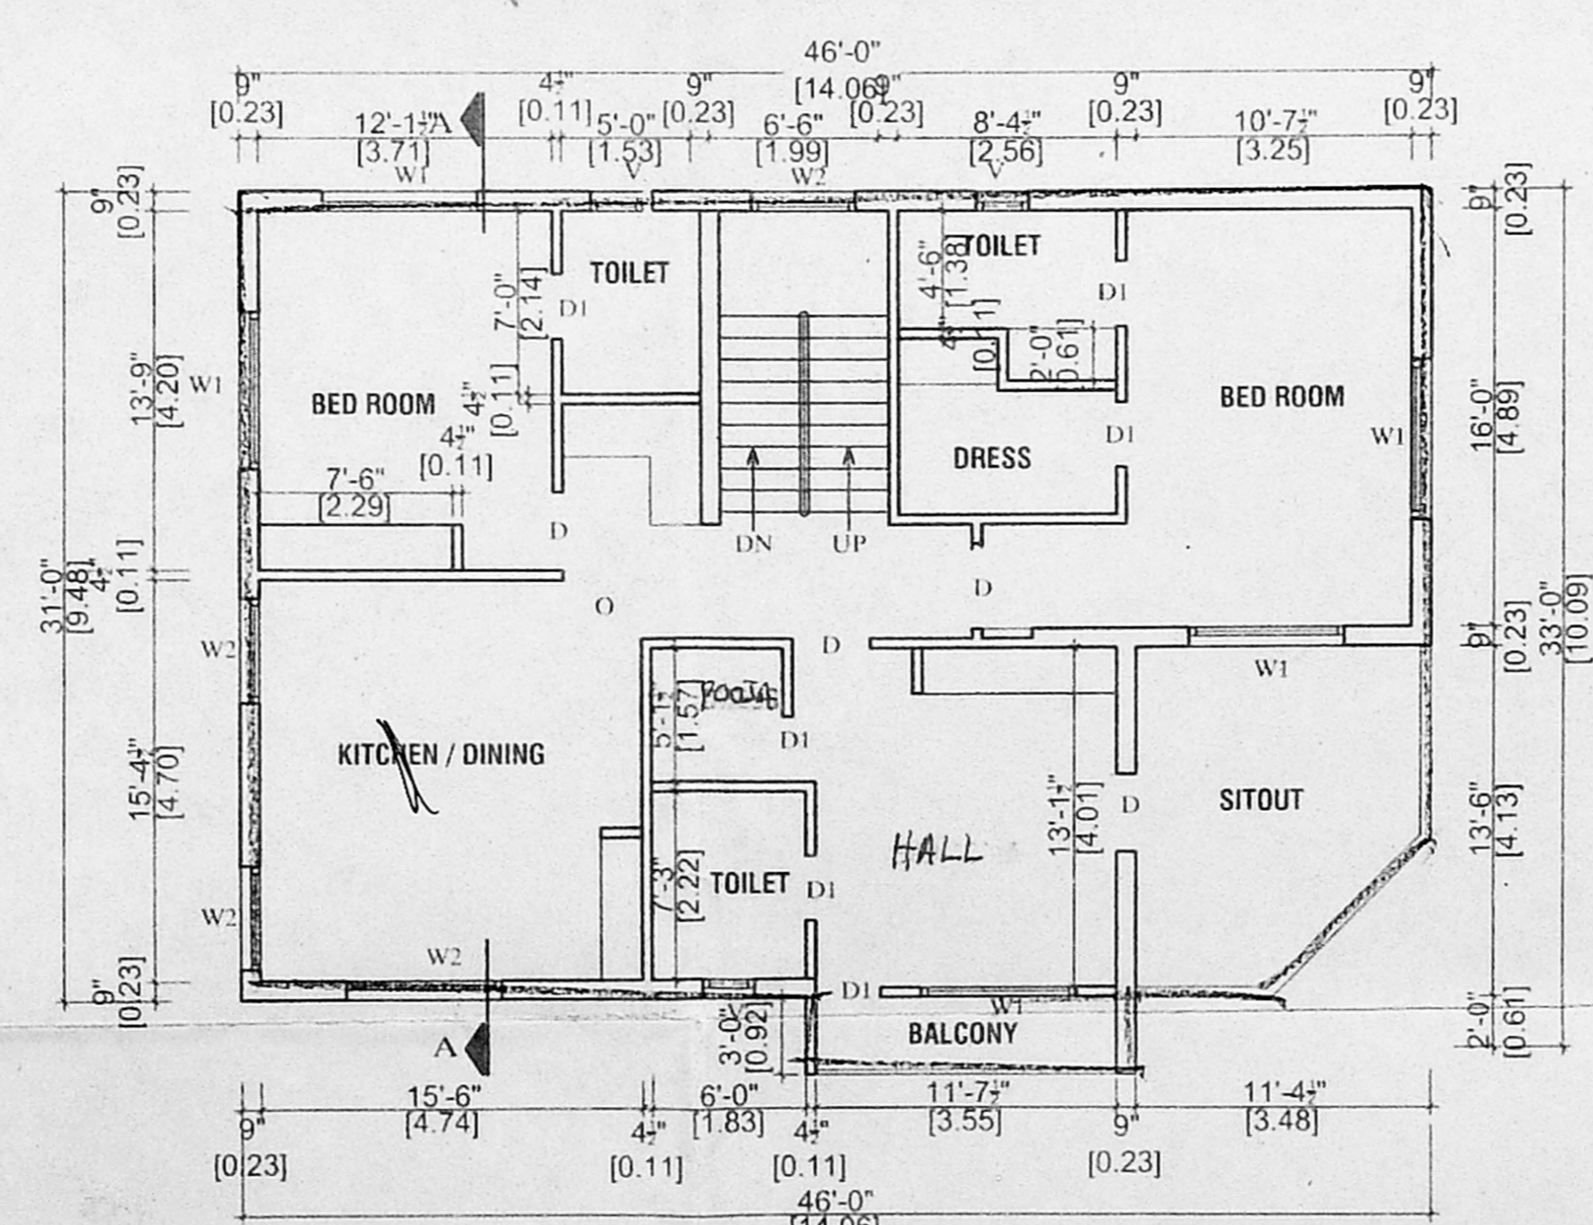 46'-0"
[14.06]
9"
[0.23]
12'-1½"
[3.71]
A
4½"
[0.11]
5'-0"
[1.53]
9"
[0.23]
6'-6"
[1.99]
9"
[0.23]
8'-4½"
[2.56]
9"
[0.23]
10'-7½"
[3.25]
9"
[0.23]
W1
V
W2
V
9"
[0.23]
13'-9"
[4.20]
4½"
[0.11]
15'-4½"
[4.70]
9"
[0.23]
31'-0"
[9.48]
W1
W2
W2
BED ROOM
7'-0"
[2.14]
4½"
[0.11]
4½"
[0.11]
7'-6"
[2.29]
TOILET
D1
D
O
DN
UP
TOILET
4'-6"
[1.38]
2'-0"
0.61]
D1
DRESS
D1
BED ROOM
W1
D
D
W1
9"
[0.23]
16'-0"
[4.89]
9"
[0.23]
13'-6"
[4.13]
2'-0"
[0.61]
33'-0"
[10.09]
KITCHEN / DINING
W2
POOJA
5'-1½"
[1.57]
D1
TOILET
7'-3"
[2.22]
D1
HALL
13'-1½"
[4.01]
D
SITOUT
D1
W1
V
BALCONY
3'-0"
[0.92]
A
15'-6"
[4.74]
6'-0"
[1.83]
11'-7½"
[3.55]
11'-4½"
[3.48]
9"
[0.23]
4½"
[0.11]
4½"
[0.11]
9"
[0.23]
46'-0"
[14.06]